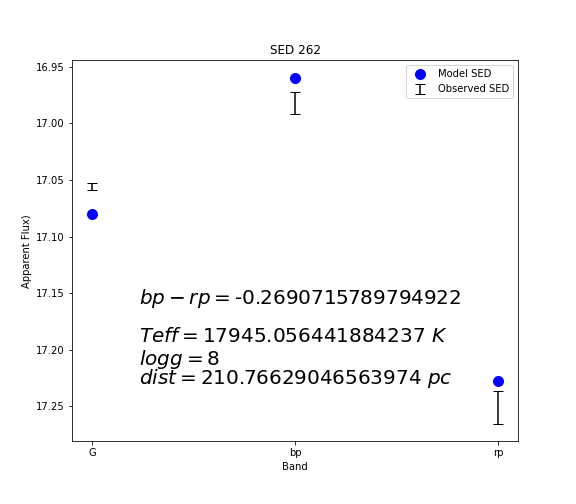 SED 262
16.95
17.00
17.05
17.10
17.15
17.20
17.25
Apparent Flux)
Model SED
Observed SED
bp − rp = -0.2690715789794922
Teff = 17945.056441884237 K
logg = 8
dist = 210.76629046563974 pc
G bp rp
Band